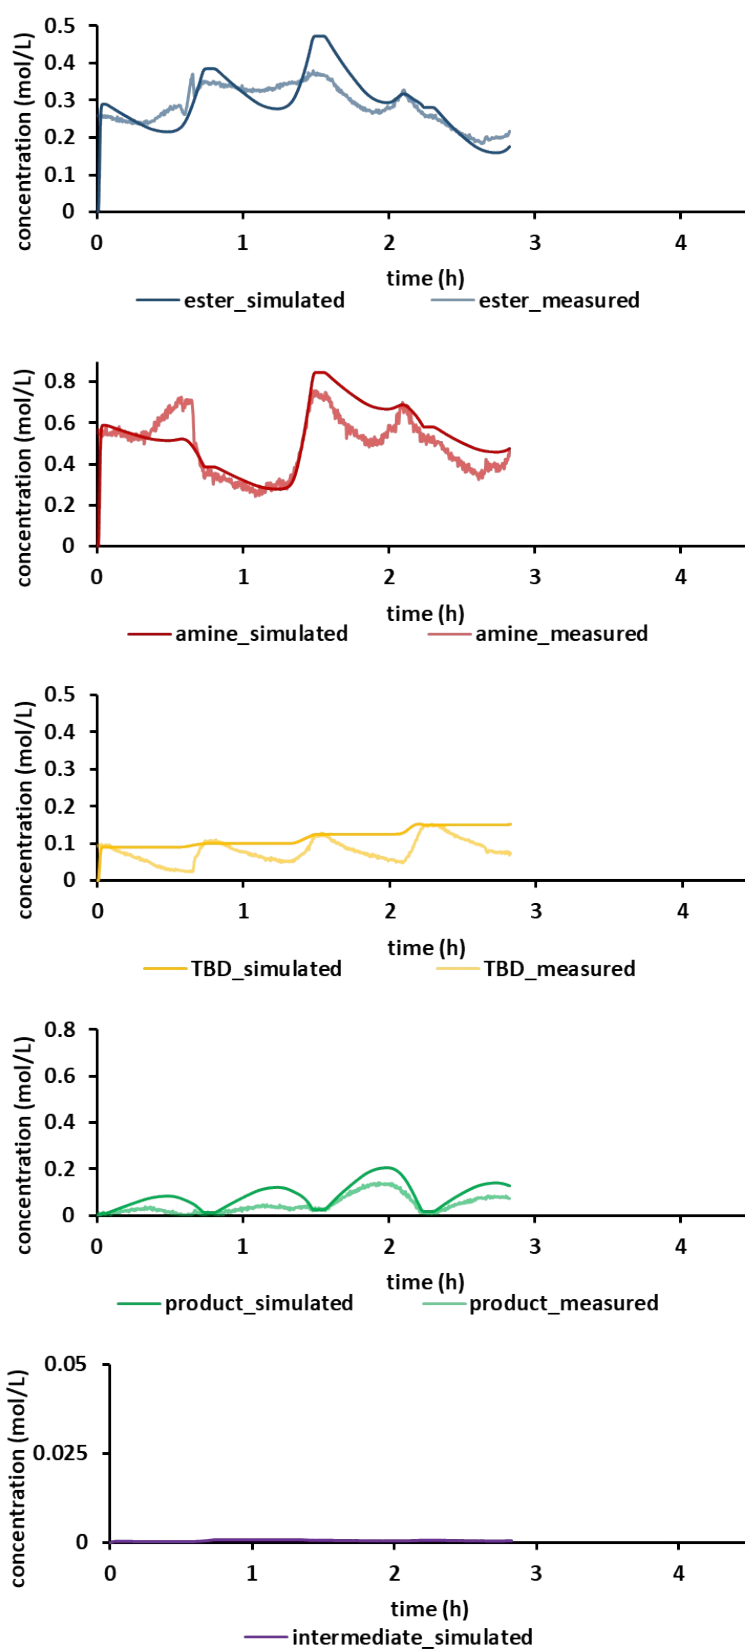 concentration (mol/L)
0.5
0.4
0.3
0.2
0.1
0
0 1 2 3 4
time (h)
ester_simulated ester_measured
concentration (mol/L)
0.8
0.6
0.4
0.2
0
0 1 2 3 4
time (h)
amine_simulated amine_measured
concentration (mol/L)
0.5
0.4
0.3
0.2
0.1
0
0 1 2 3 4
time (h)
TBD_simulated TBD_measured
concentration (mol/L)
0.8
0.6
0.4
0.2
0
0 1 2 3 4
time (h)
product_simulated product_measured
concentration (mol/L)
0.05
0.025
0
0 1 2 3 4
time (h)
intermediate_simulated